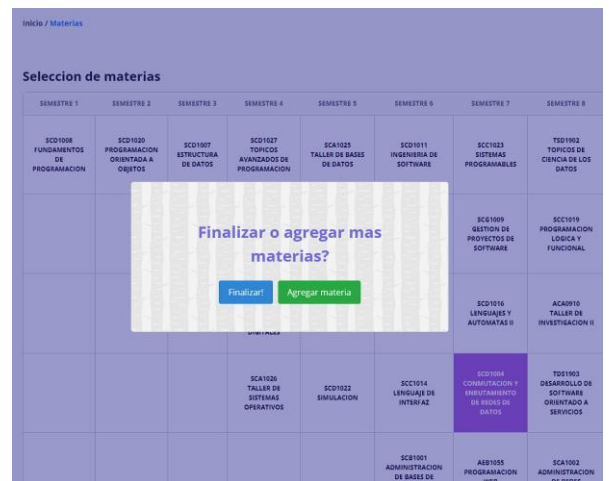 Inicio / Materias
Seleccion de materias
SEMESTRE 1 SEMESTRE 2 SEMESTRE 3 SEMESTRE 4 SEMESTRE 5 SEMESTRE 6 SEMESTRE 7 SEMESTRE 8
SCD1008
FUNDAMENTOS
DE
PROGRAMACION
SCD1020
PROGRAMACION
ORIENTADA A
OBJETOS
SCD1007
ESTRUCTURA
DE DATOS
SCD1027
TOPICOS
AVANZADOS DE
PROGRAMACION
SCA1025
TALLER DE BASES
DE DATOS
SCD1011
INGENIERIA DE
SOFTWARE
SCC1023
SISTEMAS
PROGRAMABLES
TSD1902
TOPICOS DE
CIENCIA DE LOS
DATOS
Finalizar o agregar mas
materias?
Finalizar!
Agregar materia
SCG1009
GESTION DE
PROYECTOS DE
SOFTWARE
SCC1019
PROGRAMACION
LOGICA Y
FUNCIONAL
DIGITALES
SCD1016
LENGUAJES Y
AUTOMATAS II
ACA0910
TALLER DE
INVESTIGACION II
SCA1026
TALLER DE
SISTEMAS
OPERATIVOS
SCD1022
SIMULACION
SCC1014
LENGUAJE DE
INTERFAZ
SCD1004
CONMUTACION Y
ENRUTAMIENTO
DE REDES DE
DATOS
TDS1903
DESARROLLO DE
SOFTWARE
ORIENTADO A
SERVICIOS
SCB1001
ADMINISTRACION
DE BASES DE
AEB1055
PROGRAMACION
WEB
SCA1002
ADMINISTRACION
DE REDES